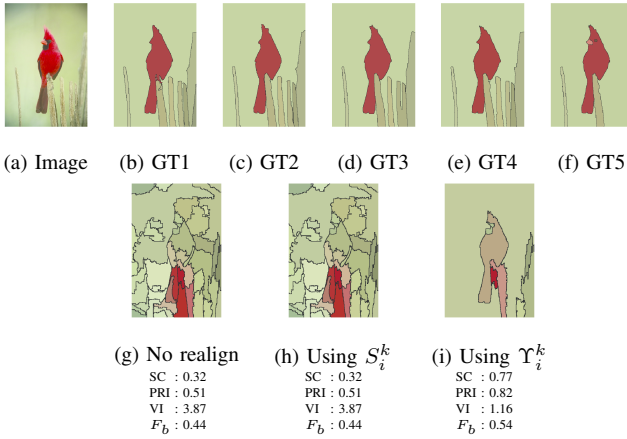 (a) Image (b) GT1 (c) GT2 (d) GT3 (e) GT4 (f) GT5
(g) No realign (h) Using $S_i^k$ (i) Using $\Upsilon_i^k$
SC : 0.32 SC : 0.32 SC : 0.77
PRI : 0.51 PRI : 0.51 PRI : 0.82
VI : 3.87 VI : 3.87 VI : 1.16
$F_b$ : 0.44 $F_b$ : 0.44 $F_b$ : 0.54